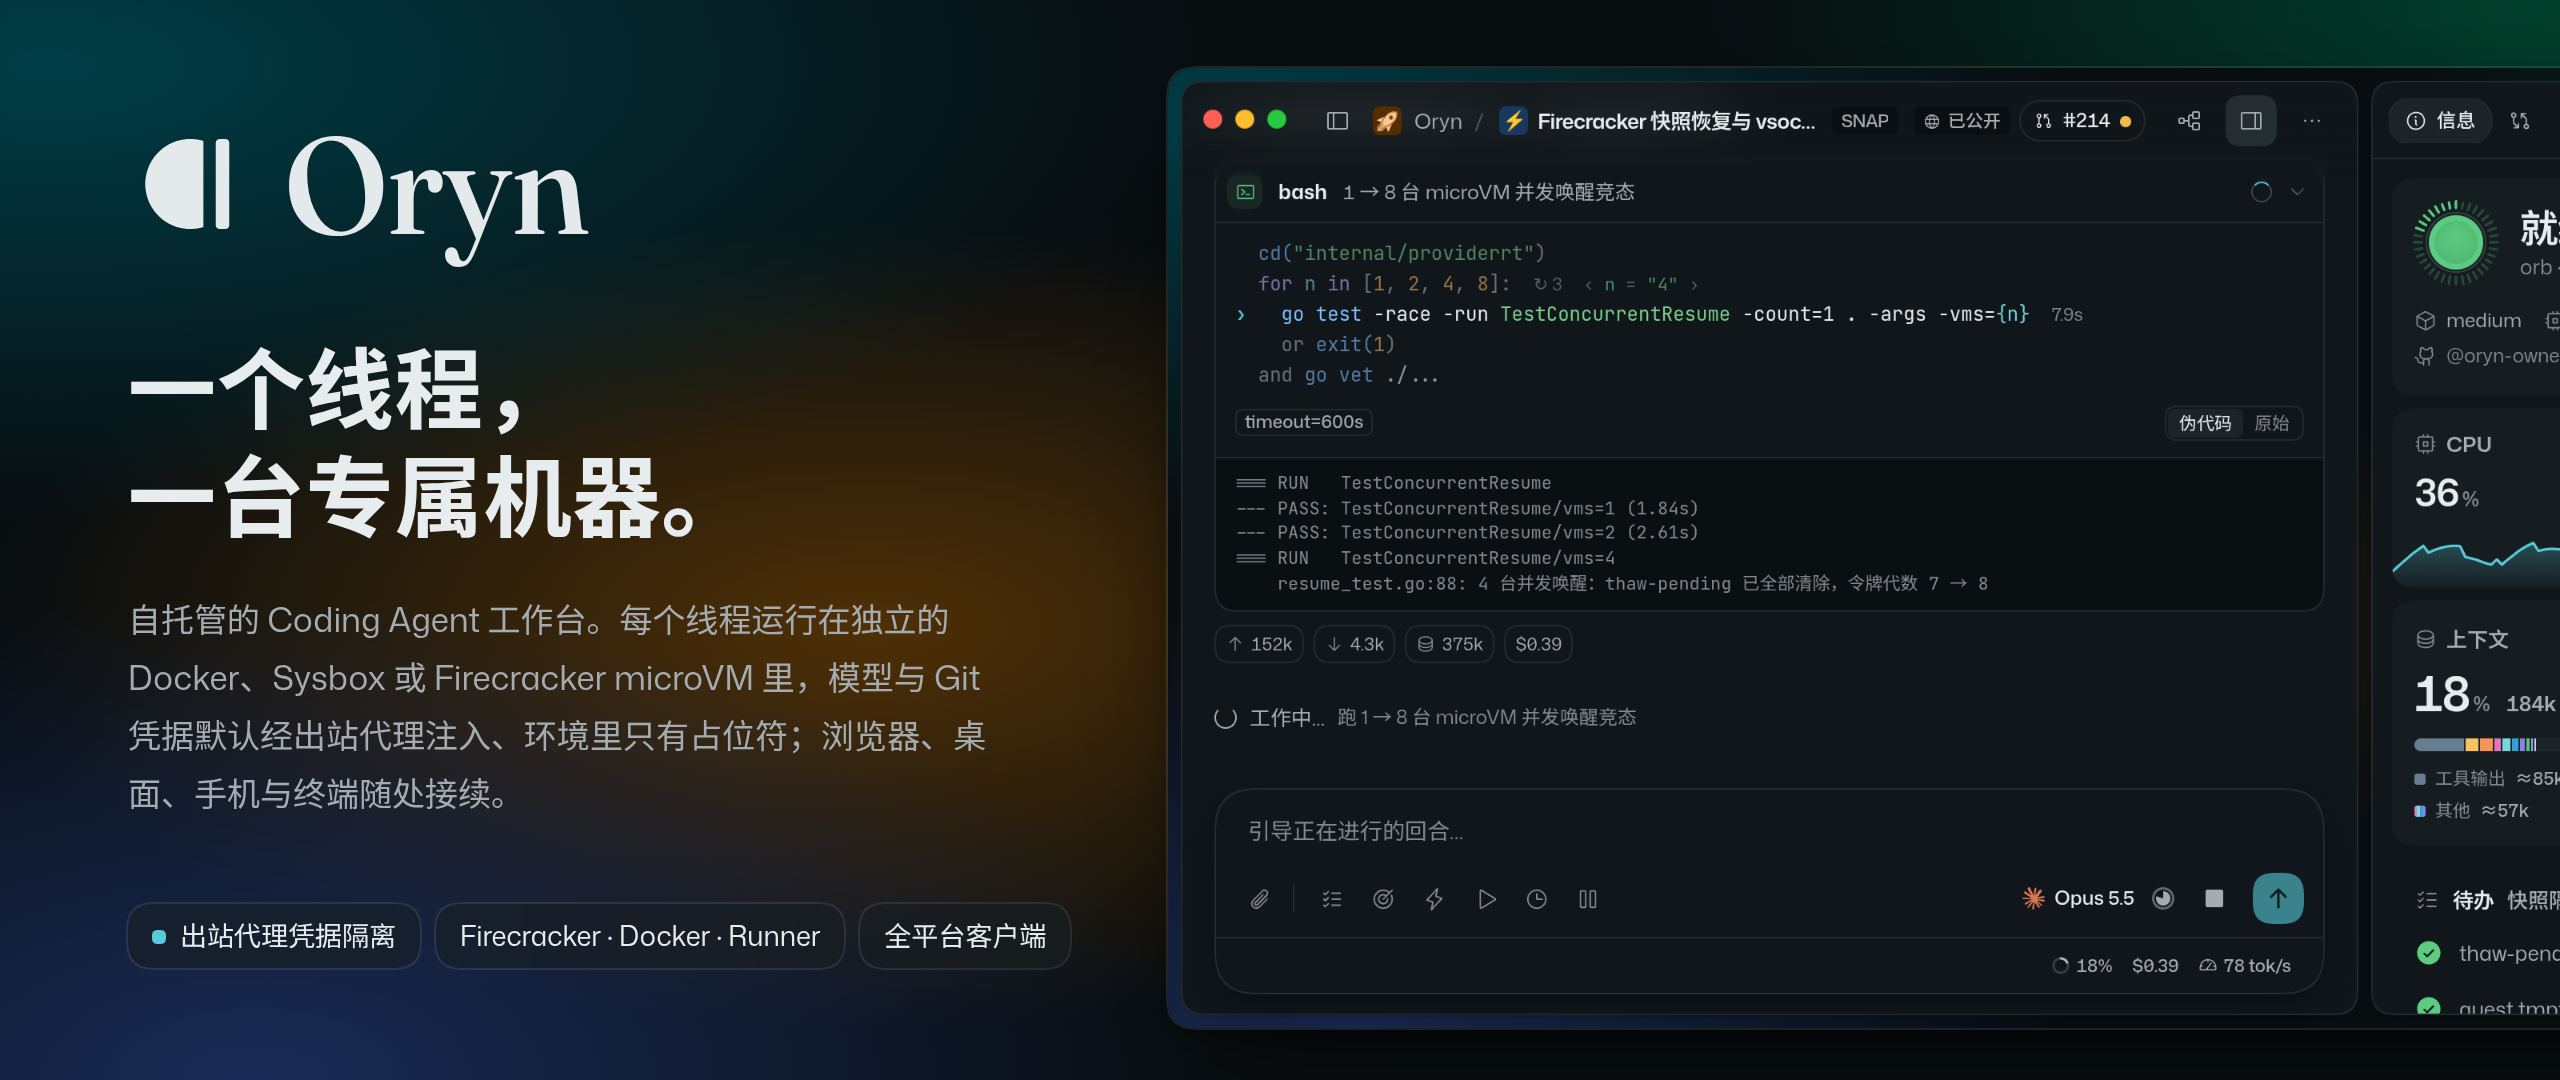 Oryn
一个线程，
一台专属机器。
自托管的 Coding Agent 工作台。每个线程运行在独立的
Docker、Sysbox 或 Firecracker microVM 里，模型与 Git
凭据默认经出站代理注入、环境里只有占位符；浏览器、桌
面、手机与终端随处接续。
出站代理凭据隔离
Firecracker · Docker · Runner
全平台客户端
Oryn / Firecracker 快照恢复与 vsoc... SNAP 已公开 #214
bash 1 → 8 台 microVM 并发唤醒竞态
cd("internal/providerrt")
for n in [1, 2, 4, 8]: ↻ 3 ‹ n = "4" ›
› go test -race -run TestConcurrentResume -count=1 . -args -vms={n} 7.9s
or exit(1)
and go vet ./...
timeout=600s
伪代码 原始
=== RUN TestConcurrentResume
--- PASS: TestConcurrentResume/vms=1 (1.84s)
--- PASS: TestConcurrentResume/vms=2 (2.61s)
=== RUN TestConcurrentResume/vms=4
resume_test.go:88: 4 台并发唤醒：thaw-pending 已全部清除，令牌代数 7 → 8
↑ 152k ↓ 4.3k 375k $0.39
工作中... 跑 1 → 8 台 microVM 并发唤醒竞态
引导正在进行的回合...
Opus 5.5
18% $0.39 78 tok/s
信息
orb ·
medium
@oryn-owne
CPU
36%
上下文
18% 184k
工具输出 ≈85k
其他 ≈57k
待办
thaw-pend
guest tmp